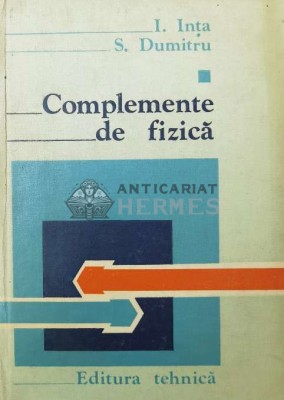 I. Ința
S. Dumitru
Complemente
de fizică
ANTICARIAT
HERMES
Editura tehnică